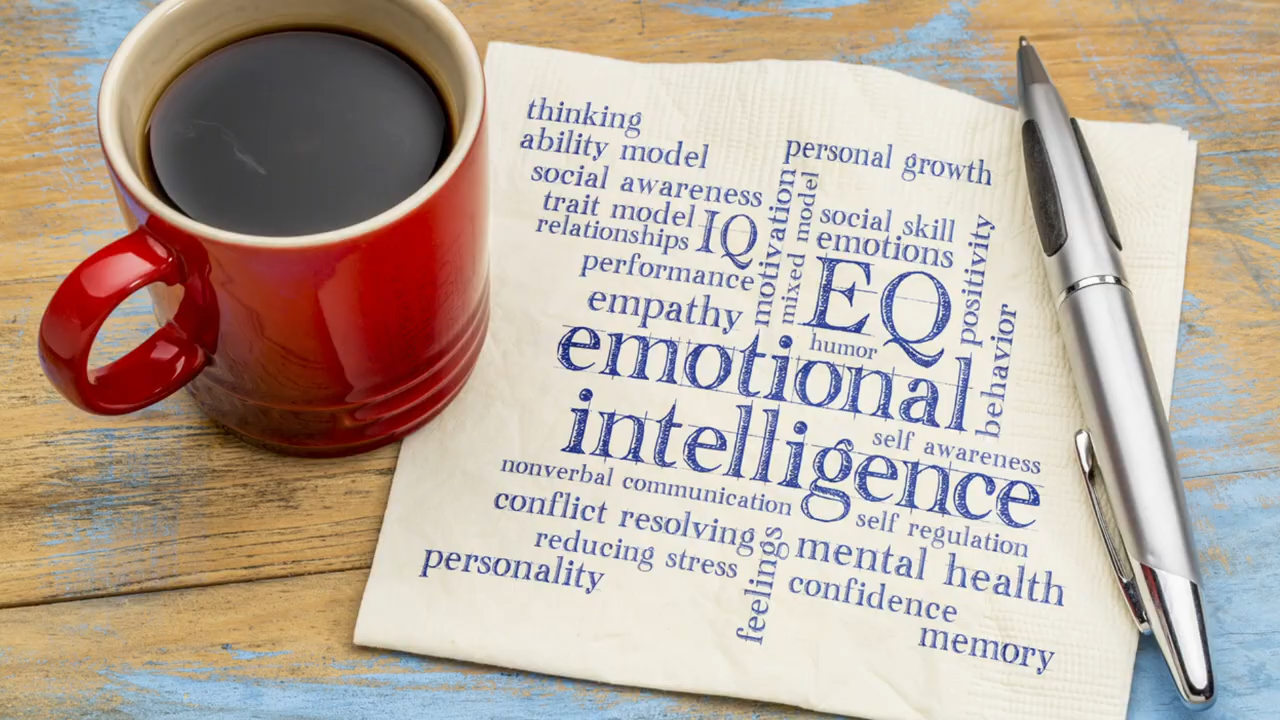 thinking
ability model
social awareness
trait model
relationships
IQ
performance
empathy
motivation
mixed model
personal growth
social skill
emotions
EQ
positivity
behavior
humor
emotional
intelligence
self awareness
nonverbal communication
self regulation
conflict resolving
reducing stress
personality
feelings
mental health
confidence
memory